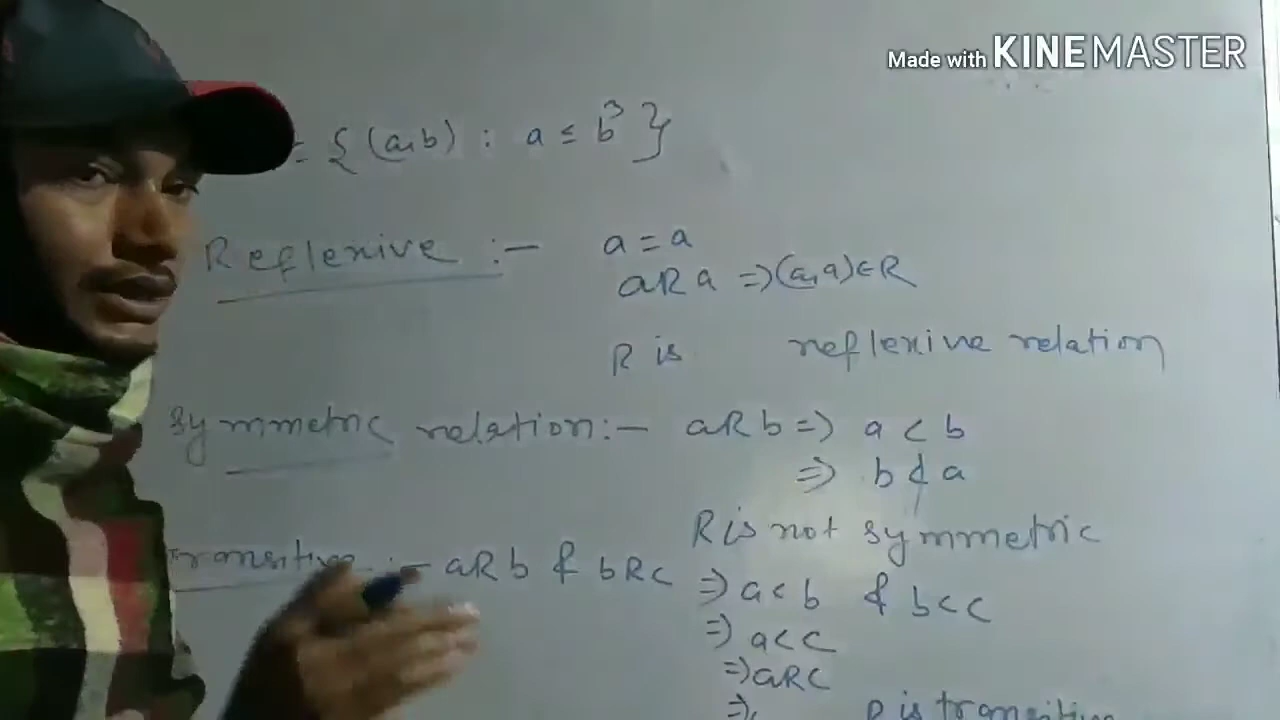 Made with KINEMASTER
= { (a,b) : a ≤ b³ }
Reflexive :— a = a
aRa => (a,a) ∈ R
R is reflexive relation
Symmetric relation :— aRb => a < b
=> b ≮ a
R is not symmetric
Transitive :— aRb & bRc => a < b & b < c
=> a < c
=> aRc
=> R is transitive